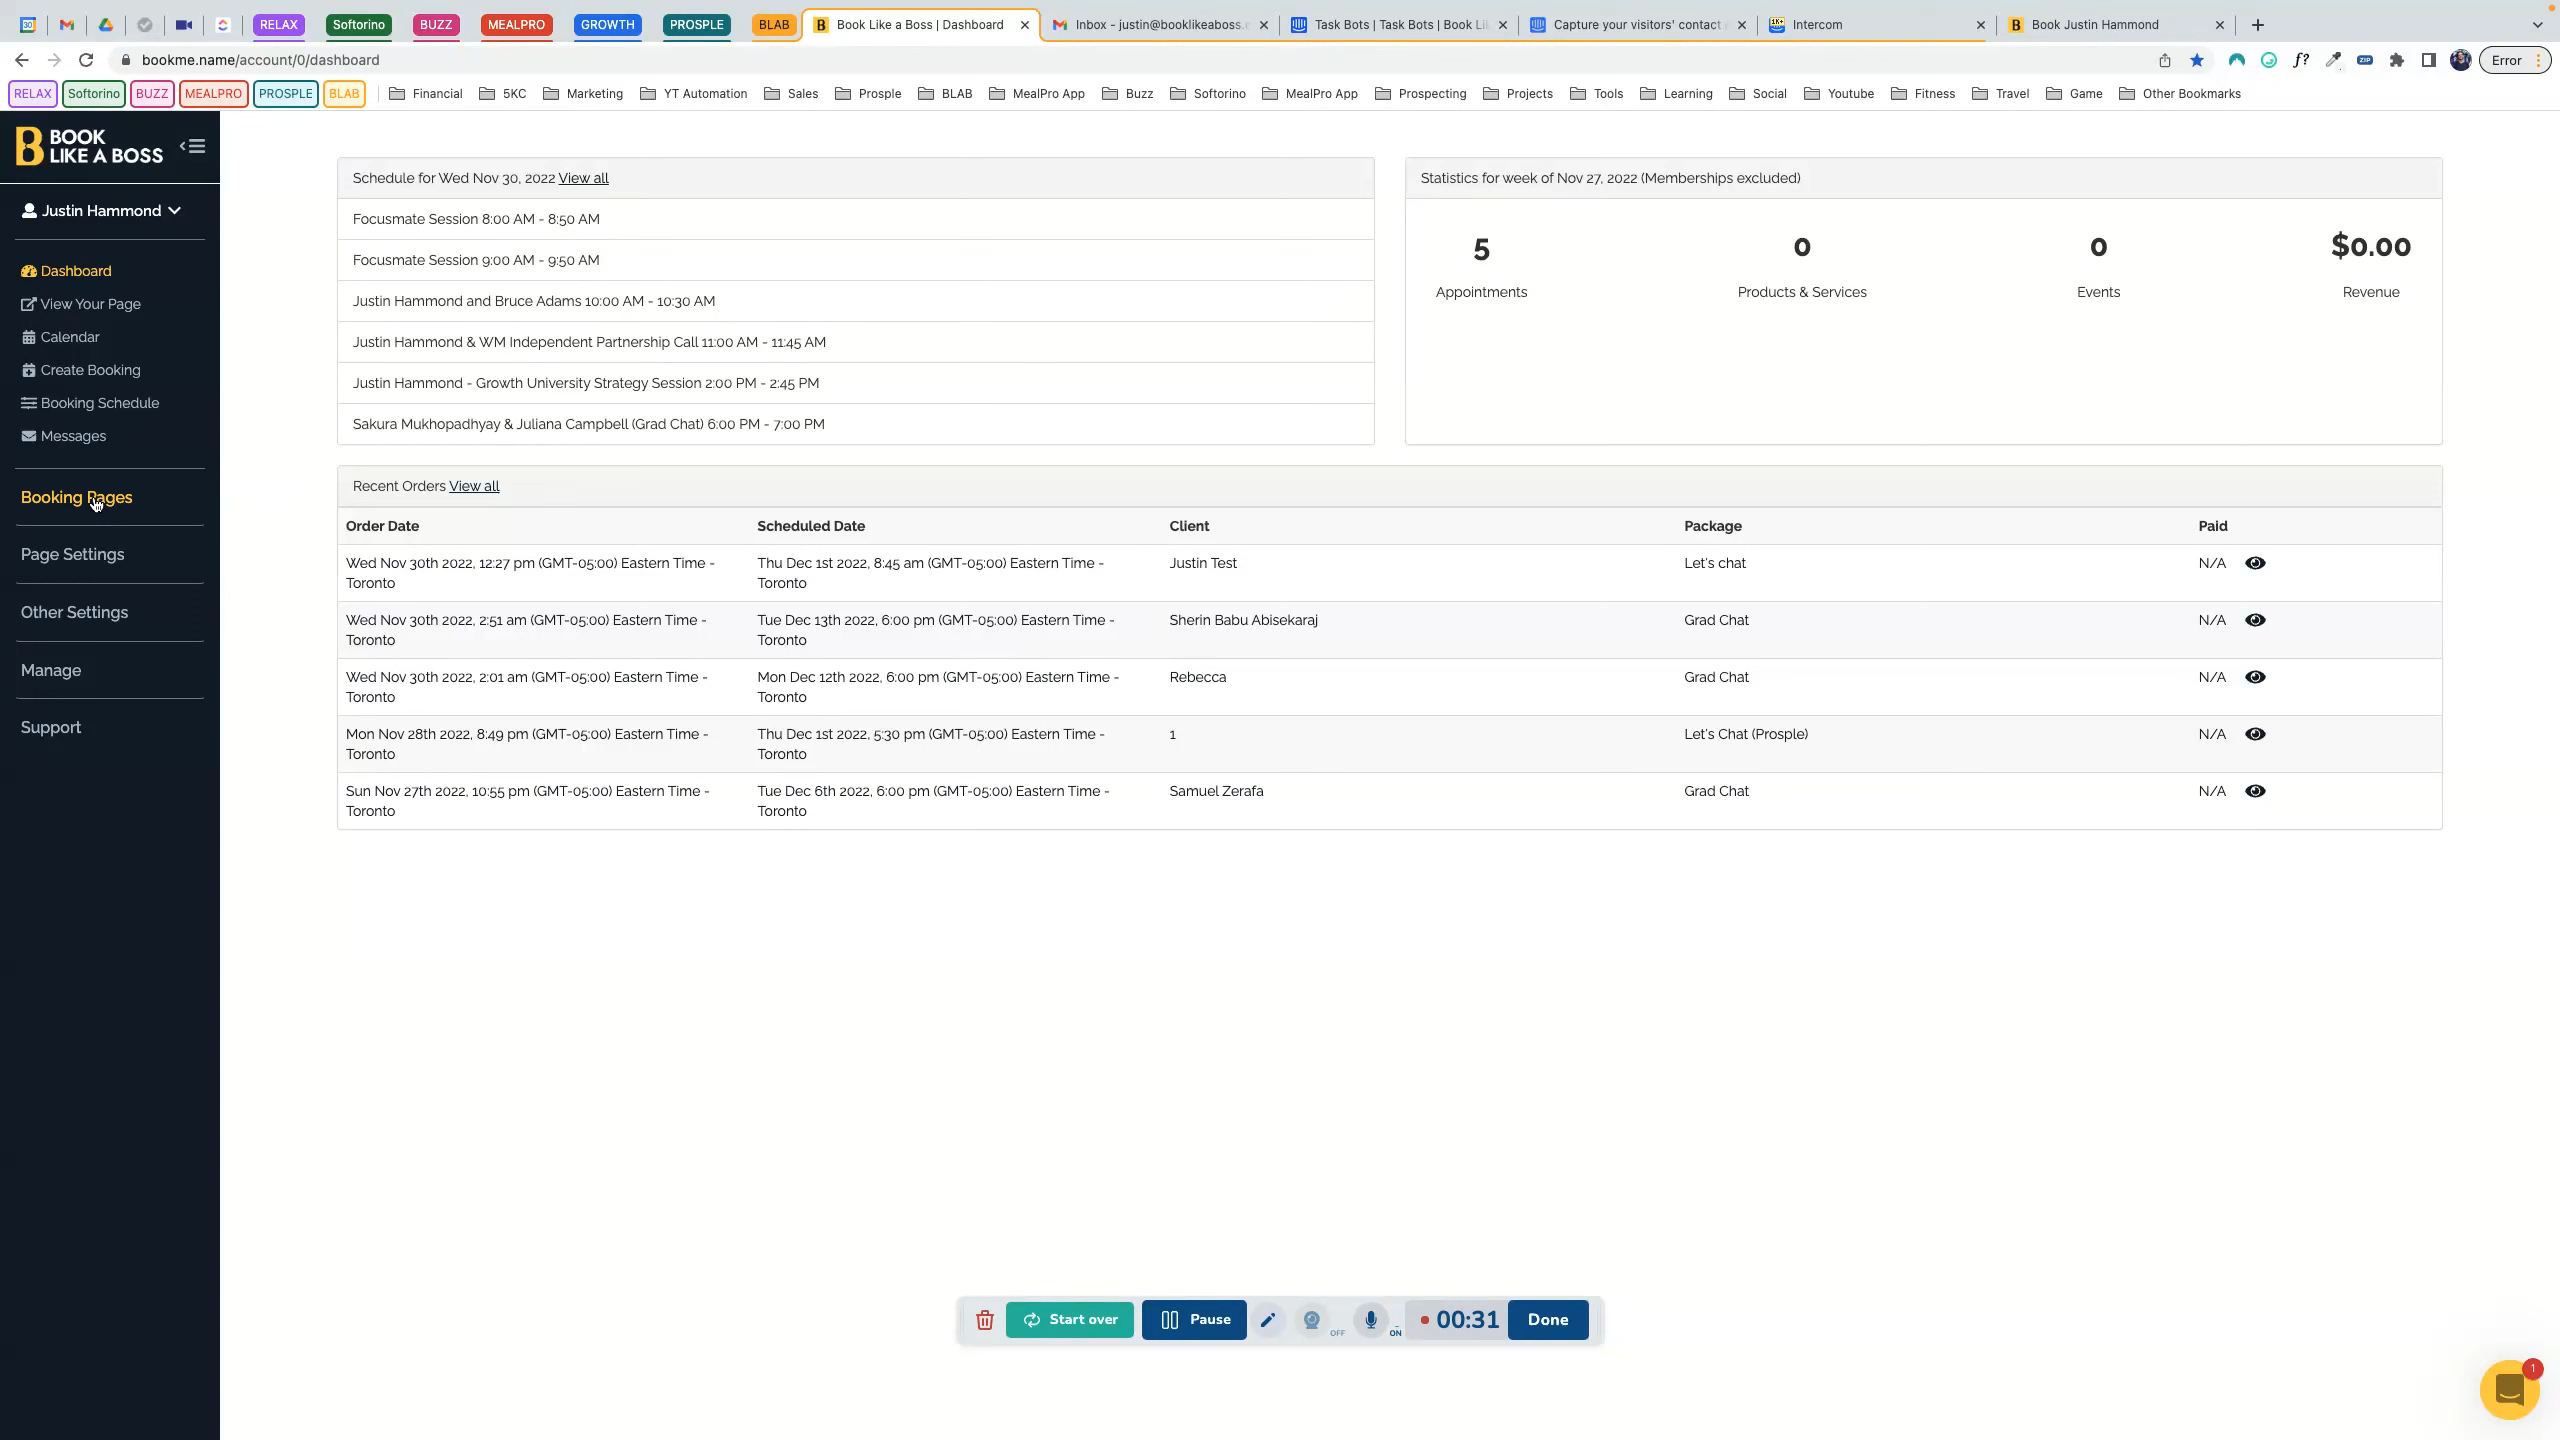 RELAX Softorino BUZZ MEALPRO GROWTH PROSPLE BLAB Book Like a Boss | Dashboard Inbox - justin@booklikeaboss. Task Bots | Task Bots | Book Li Capture your visitors' contact Intercom Book Justin Hammond
bookme.name/account/0/dashboard
f? ZIP Error
RELAX Softorino BUZZ MEALPRO PROSPLE BLAB Financial 5KC Marketing YT Automation Sales Prosple BLAB MealPro App Buzz Softorino MealPro App Prospecting Projects Tools Learning Social Youtube Fitness Travel Game Other Bookmarks
BOOK
LIKE A BOSS
Justin Hammond
Dashboard
View Your Page
Calendar
Create Booking
Booking Schedule
Messages
Booking Pages
Page Settings
Other Settings
Manage
Support
Schedule for Wed Nov 30, 2022 View all
Focusmate Session 8:00 AM - 8:50 AM
Focusmate Session 9:00 AM - 9:50 AM
Justin Hammond and Bruce Adams 10:00 AM - 10:30 AM
Justin Hammond & WM Independent Partnership Call 11:00 AM - 11:45 AM
Justin Hammond - Growth University Strategy Session 2:00 PM - 2:45 PM
Sakura Mukhopadhyay & Juliana Campbell (Grad Chat) 6:00 PM - 7:00 PM
Statistics for week of Nov 27, 2022 (Memberships excluded)
5 0 0 $0.00
Appointments Products & Services Events Revenue
Recent Orders View all
Order Date Scheduled Date Client Package Paid
Wed Nov 30th 2022, 12:27 pm (GMT-05:00) Eastern Time - Thu Dec 1st 2022, 8:45 am (GMT-05:00) Eastern Time - Justin Test Let's chat N/A
Toronto Toronto
Wed Nov 30th 2022, 2:51 am (GMT-05:00) Eastern Time - Tue Dec 13th 2022, 6:00 pm (GMT-05:00) Eastern Time - Sherin Babu Abisekaraj Grad Chat N/A
Toronto Toronto
Wed Nov 30th 2022, 2:01 am (GMT-05:00) Eastern Time - Mon Dec 12th 2022, 6:00 pm (GMT-05:00) Eastern Time - Rebecca Grad Chat N/A
Toronto Toronto
Mon Nov 28th 2022, 8:49 pm (GMT-05:00) Eastern Time - Thu Dec 1st 2022, 5:30 pm (GMT-05:00) Eastern Time - 1 Let's Chat (Prosple) N/A
Toronto Toronto
Sun Nov 27th 2022, 10:55 pm (GMT-05:00) Eastern Time - Tue Dec 6th 2022, 6:00 pm (GMT-05:00) Eastern Time - Samuel Zerafa Grad Chat N/A
Toronto Toronto
Start over Pause OFF ON 00:31 Done
1